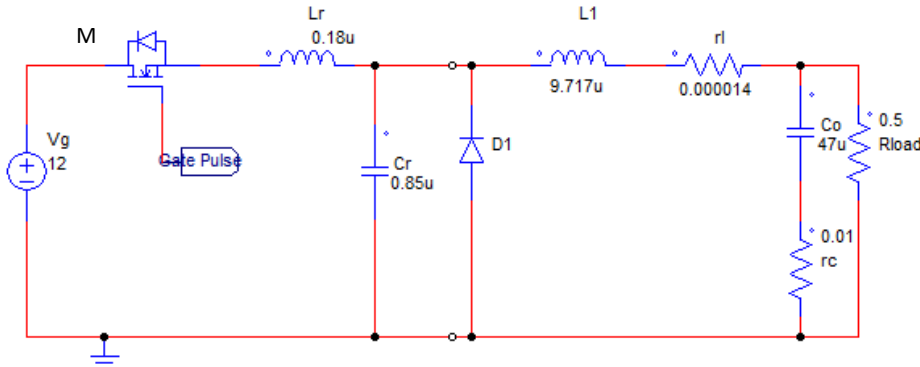 M
Lr
0.18u
L1
9.717u
rl
0.000014
Vg
12
Gate Pulse
Cr
0.85u
D1
Co
47u
0.5
Rload
0.01
rc